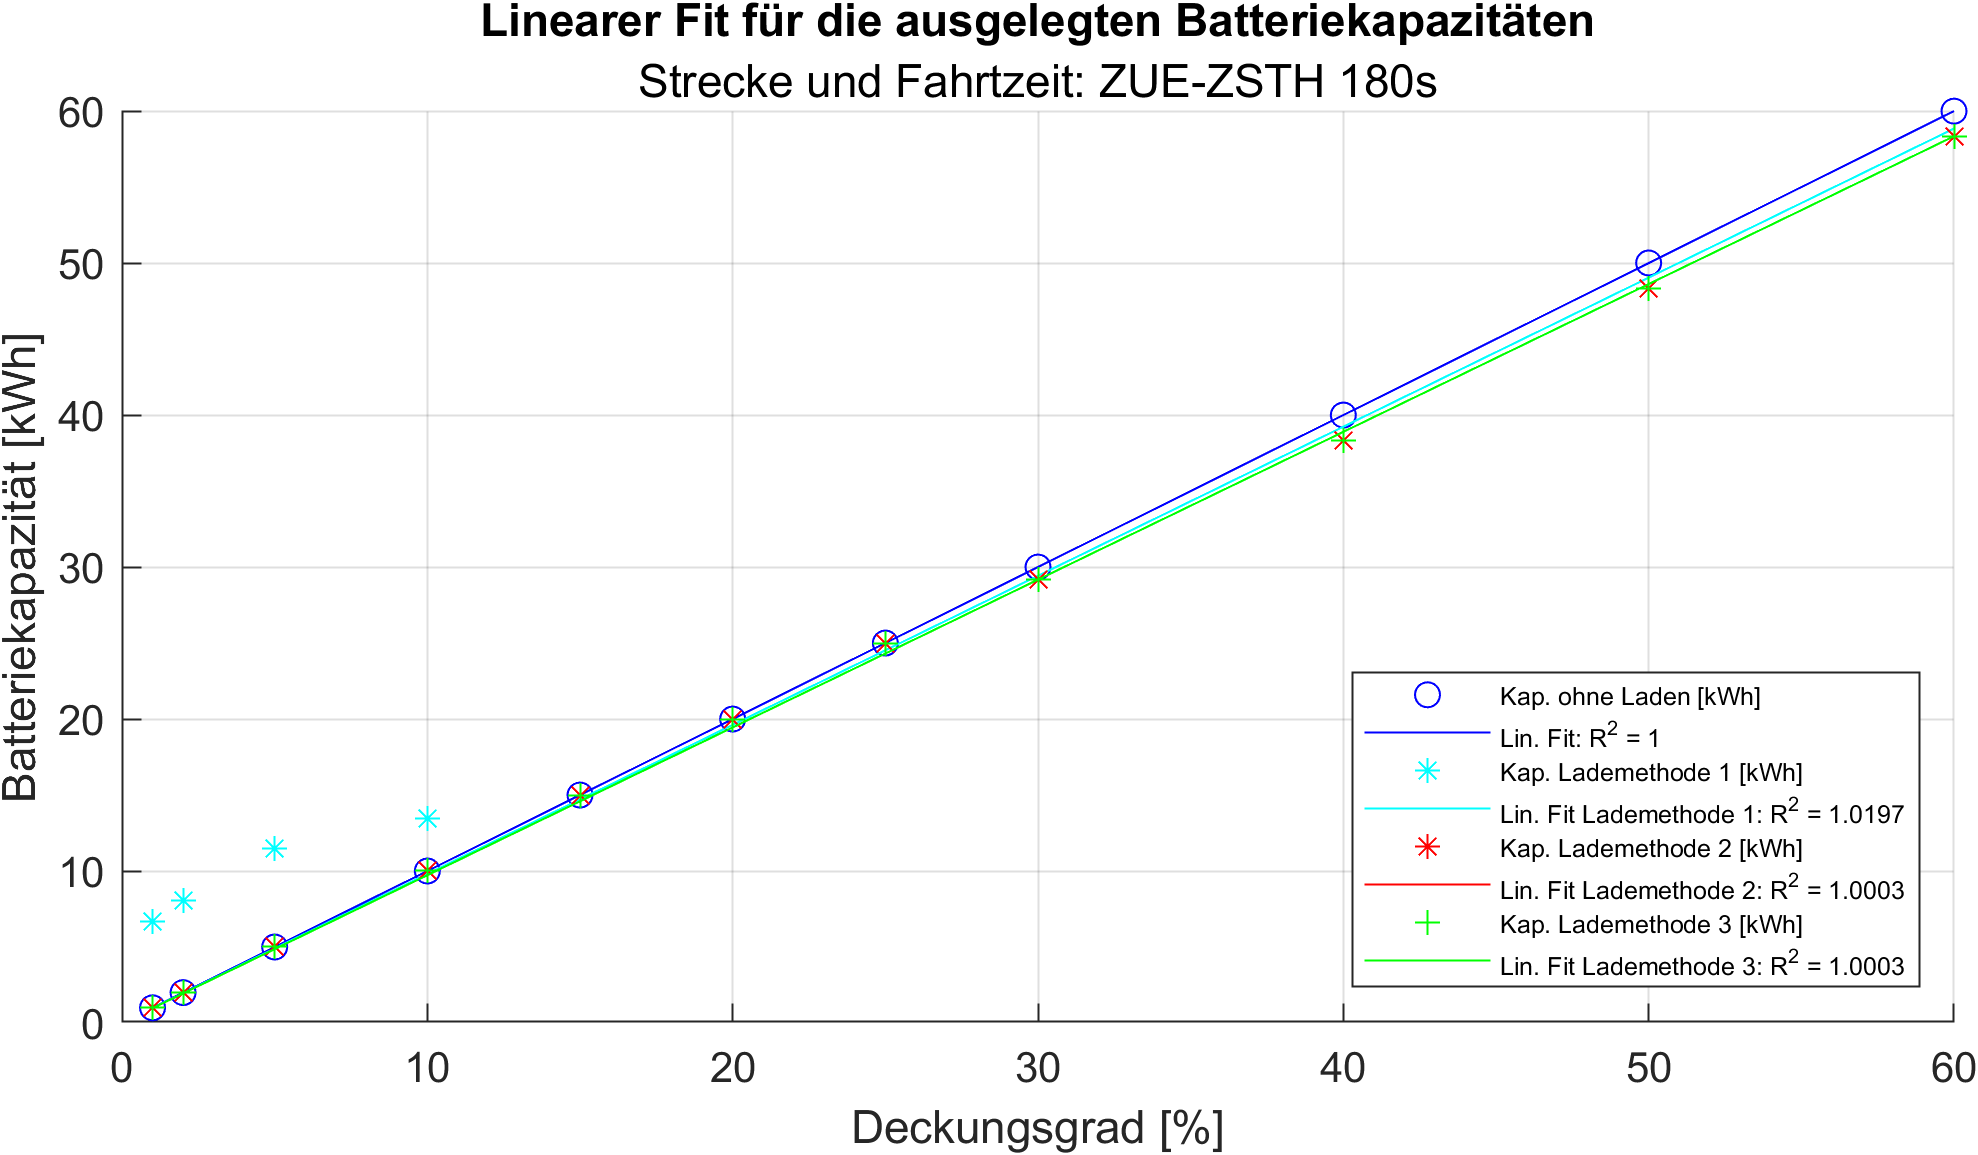 Linearer Fit für die ausgelegten Batteriekapazitäten
Strecke und Fahrtzeit: ZUE-ZSTH 180s
Batteriekapazität [kWh]
60
50
40
30
20
10
0
0 10 20 30 40 50 60
Deckungsgrad [%]
Kap. ohne Laden [kWh]
Lin. Fit: R² = 1
Kap. Lademethode 1 [kWh]
Lin. Fit Lademethode 1: R² = 1.0197
Kap. Lademethode 2 [kWh]
Lin. Fit Lademethode 2: R² = 1.0003
Kap. Lademethode 3 [kWh]
Lin. Fit Lademethode 3: R² = 1.0003